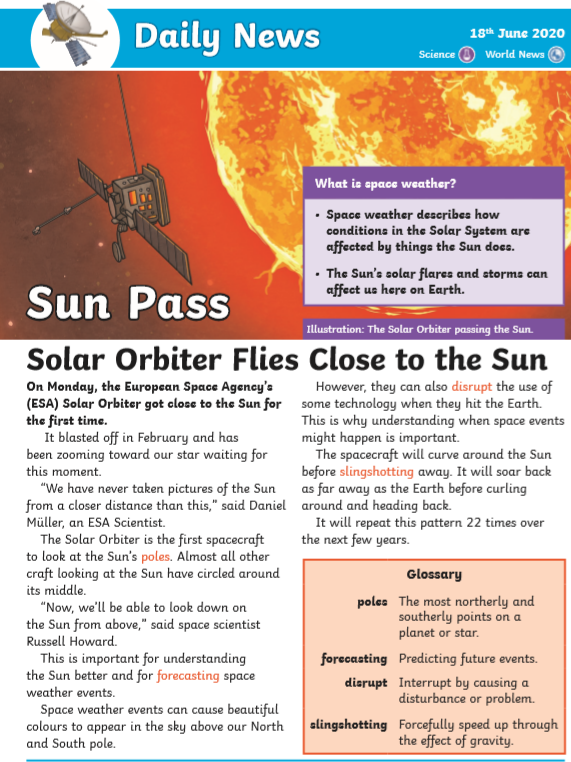 Daily News
18th June 2020
Science World News
What is space weather?
• Space weather describes how
conditions in the Solar System are
affected by things the Sun does.
• The Sun's solar flares and storms can
affect us here on Earth.
Sun Pass
Illustration: The Solar Orbiter passing the Sun.
Solar Orbiter Flies Close to the Sun
On Monday, the European Space Agency's
(ESA) Solar Orbiter got close to the Sun for
the first time.
It blasted off in February and has
been zooming toward our star waiting for
this moment.
“We have never taken pictures of the Sun
from a closer distance than this,” said Daniel
Müller, an ESA Scientist.
The Solar Orbiter is the first spacecraft
to look at the Sun's poles. Almost all other
craft looking at the Sun have circled around
its middle.
“Now, we'll be able to look down on
the Sun from above,” said space scientist
Russell Howard.
This is important for understanding
the Sun better and for forecasting space
weather events.
Space weather events can cause beautiful
colours to appear in the sky above our North
and South pole.
However, they can also disrupt the use of
some technology when they hit the Earth.
This is why understanding when space events
might happen is important.
The spacecraft will curve around the Sun
before slingshotting away. It will soar back
as far away as the Earth before curling
around and heading back.
It will repeat this pattern 22 times over
the next few years.
Glossary
poles The most northerly and
southerly points on a
planet or star.
forecasting Predicting future events.
disrupt Interrupt by causing a
disturbance or problem.
slingshotting Forcefully speed up through
the effect of gravity.